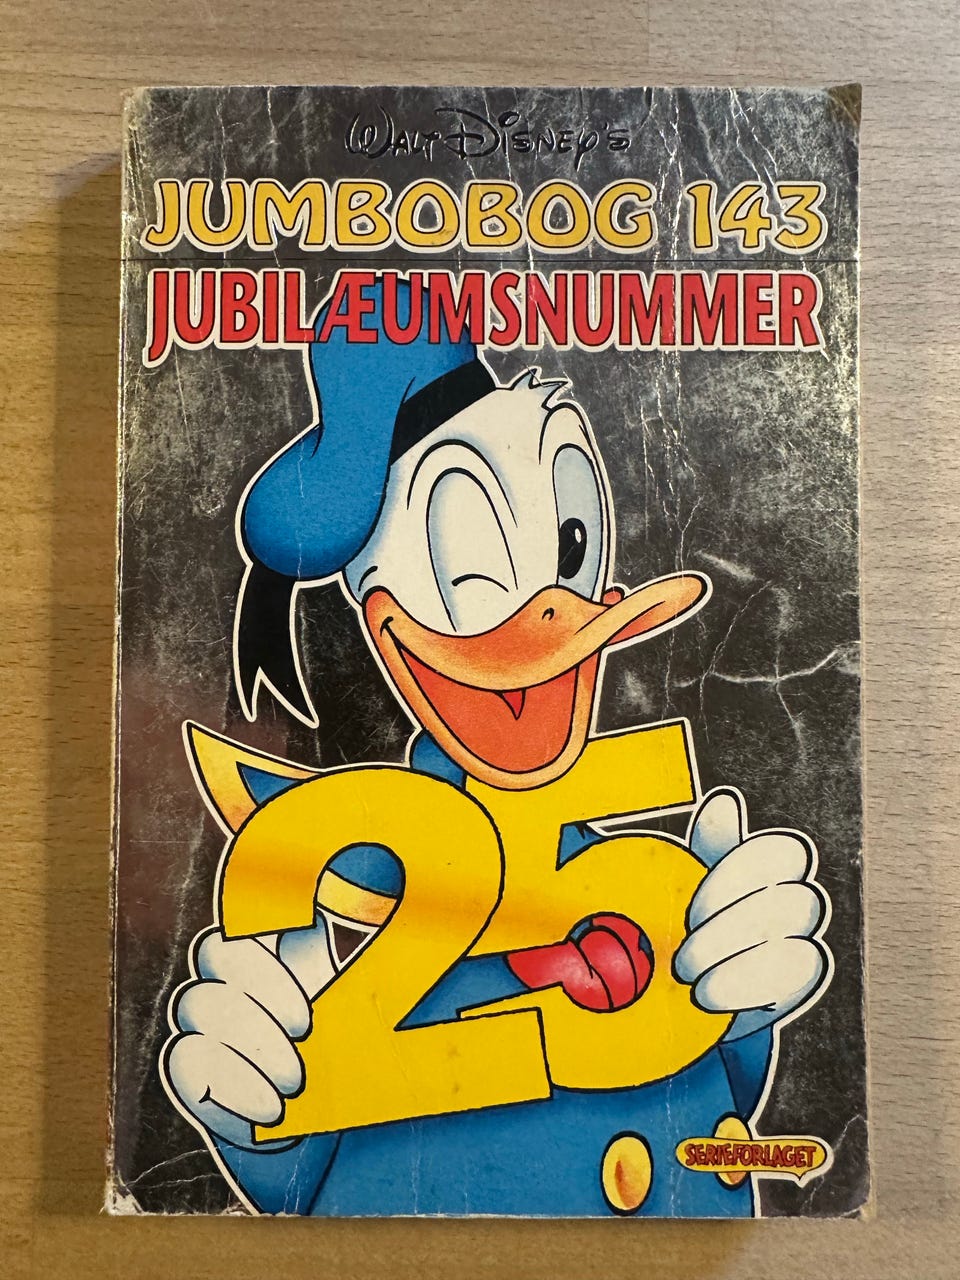 WALT DISNEY'S
JUMBOBOG 143
JUBILÆUMSNUMMER
25
SERIEFORLAGET